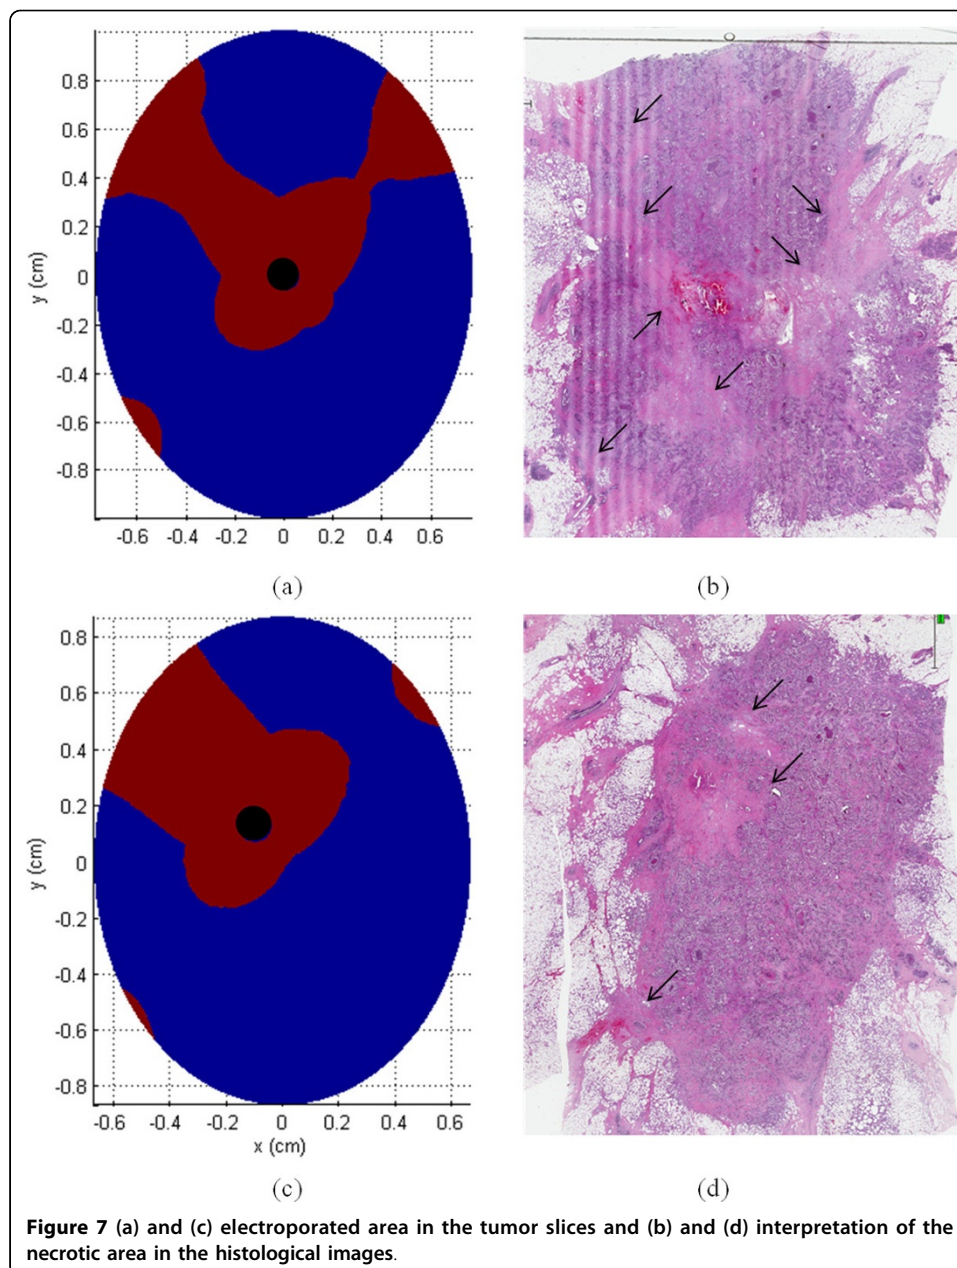 0.8
0.6
0.4
0.2
0
-0.2
-0.4
-0.6
-0.8
y (cm)
-0.6 -0.4 -0.2 0 0.2 0.4 0.6
(a) (b)
0.8
0.6
0.4
0.2
0
-0.2
-0.4
-0.6
-0.8
y (cm)
-0.6 -0.4 -0.2 0 0.2 0.4 0.6
x (cm)
(c) (d)
Figure 7 (a) and (c) electroporated area in the tumor slices and (b) and (d) interpretation of the
necrotic area in the histological images.